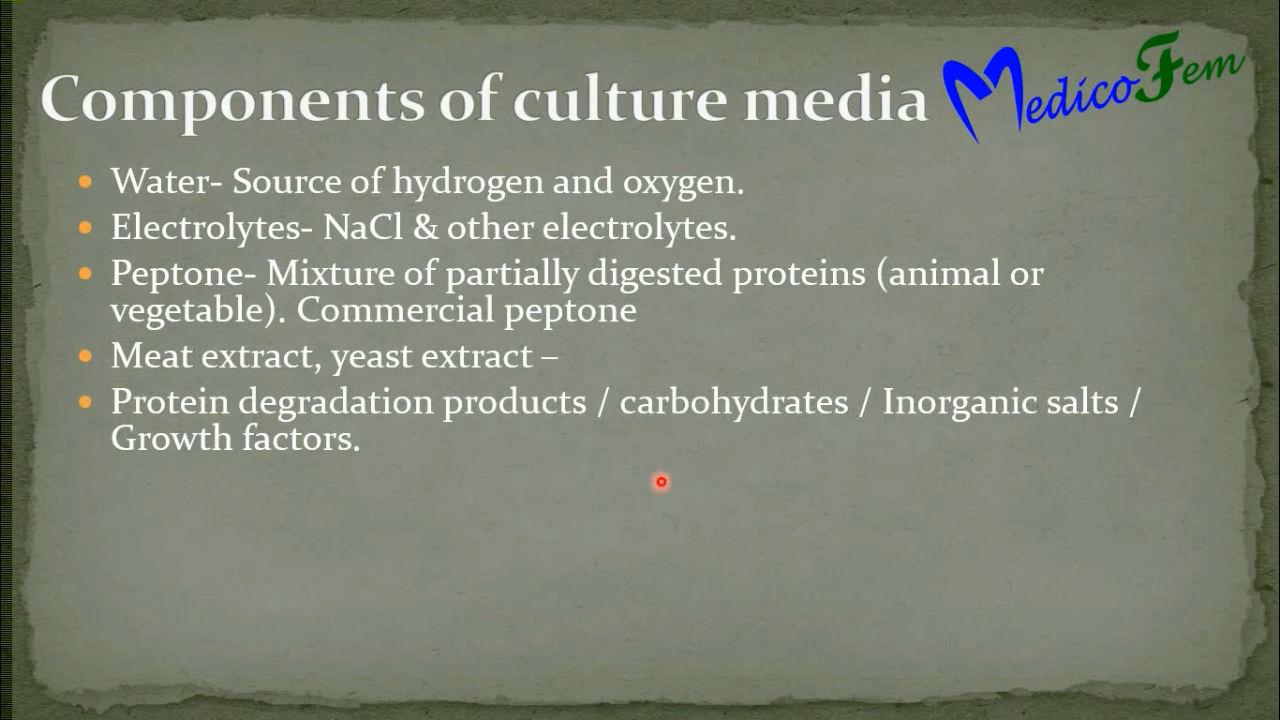 Components of culture media
MedicoFem
Water- Source of hydrogen and oxygen.
Electrolytes- NaCl & other electrolytes.
Peptone- Mixture of partially digested proteins (animal or
vegetable). Commercial peptone
Meat extract, yeast extract –
Protein degradation products / carbohydrates / Inorganic salts /
Growth factors.